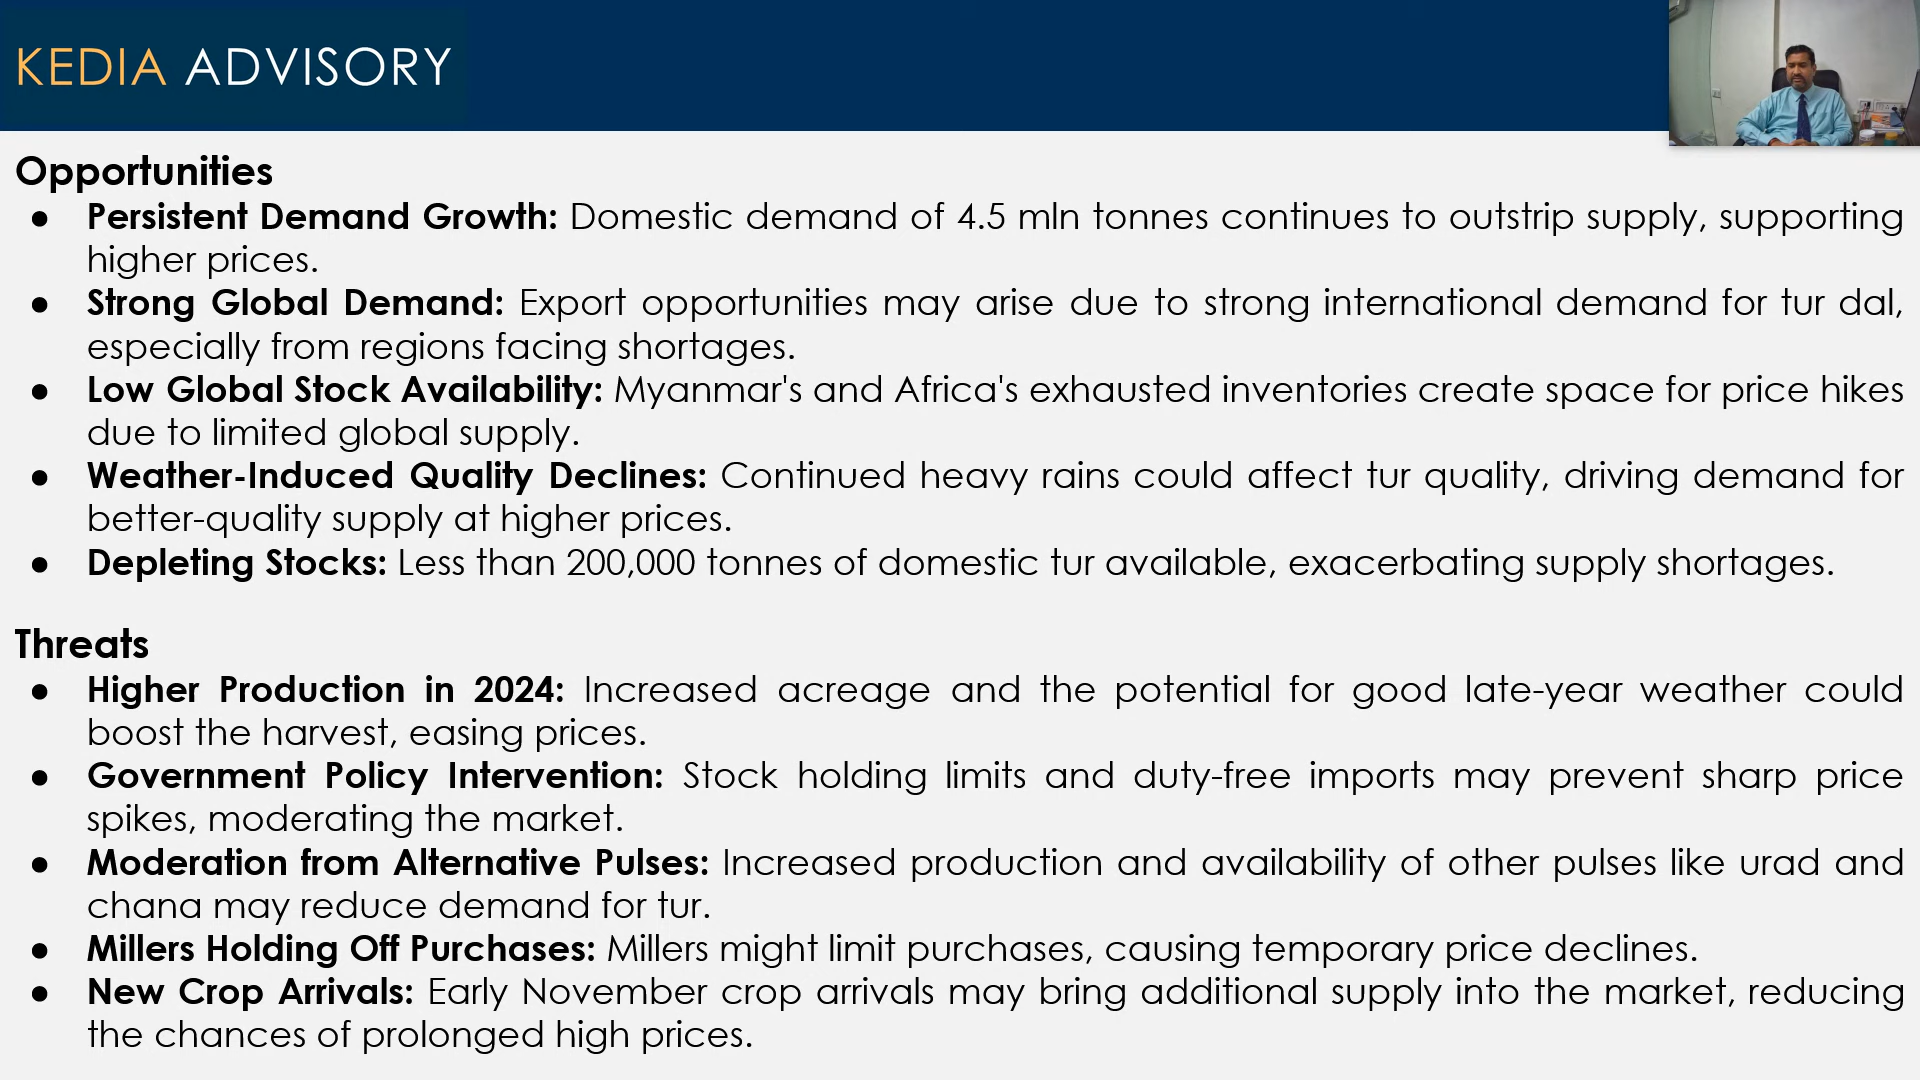 KEDIA ADVISORY
Opportunities
● Persistent Demand Growth: Domestic demand of 4.5 mln tonnes continues to outstrip supply, supporting
higher prices.
● Strong Global Demand: Export opportunities may arise due to strong international demand for tur dal,
especially from regions facing shortages.
● Low Global Stock Availability: Myanmar's and Africa's exhausted inventories create space for price hikes
due to limited global supply.
● Weather-Induced Quality Declines: Continued heavy rains could affect tur quality, driving demand for
better-quality supply at higher prices.
● Depleting Stocks: Less than 200,000 tonnes of domestic tur available, exacerbating supply shortages.
Threats
● Higher Production in 2024: Increased acreage and the potential for good late-year weather could
boost the harvest, easing prices.
● Government Policy Intervention: Stock holding limits and duty-free imports may prevent sharp price
spikes, moderating the market.
● Moderation from Alternative Pulses: Increased production and availability of other pulses like urad and
chana may reduce demand for tur.
● Millers Holding Off Purchases: Millers might limit purchases, causing temporary price declines.
● New Crop Arrivals: Early November crop arrivals may bring additional supply into the market, reducing
the chances of prolonged high prices.